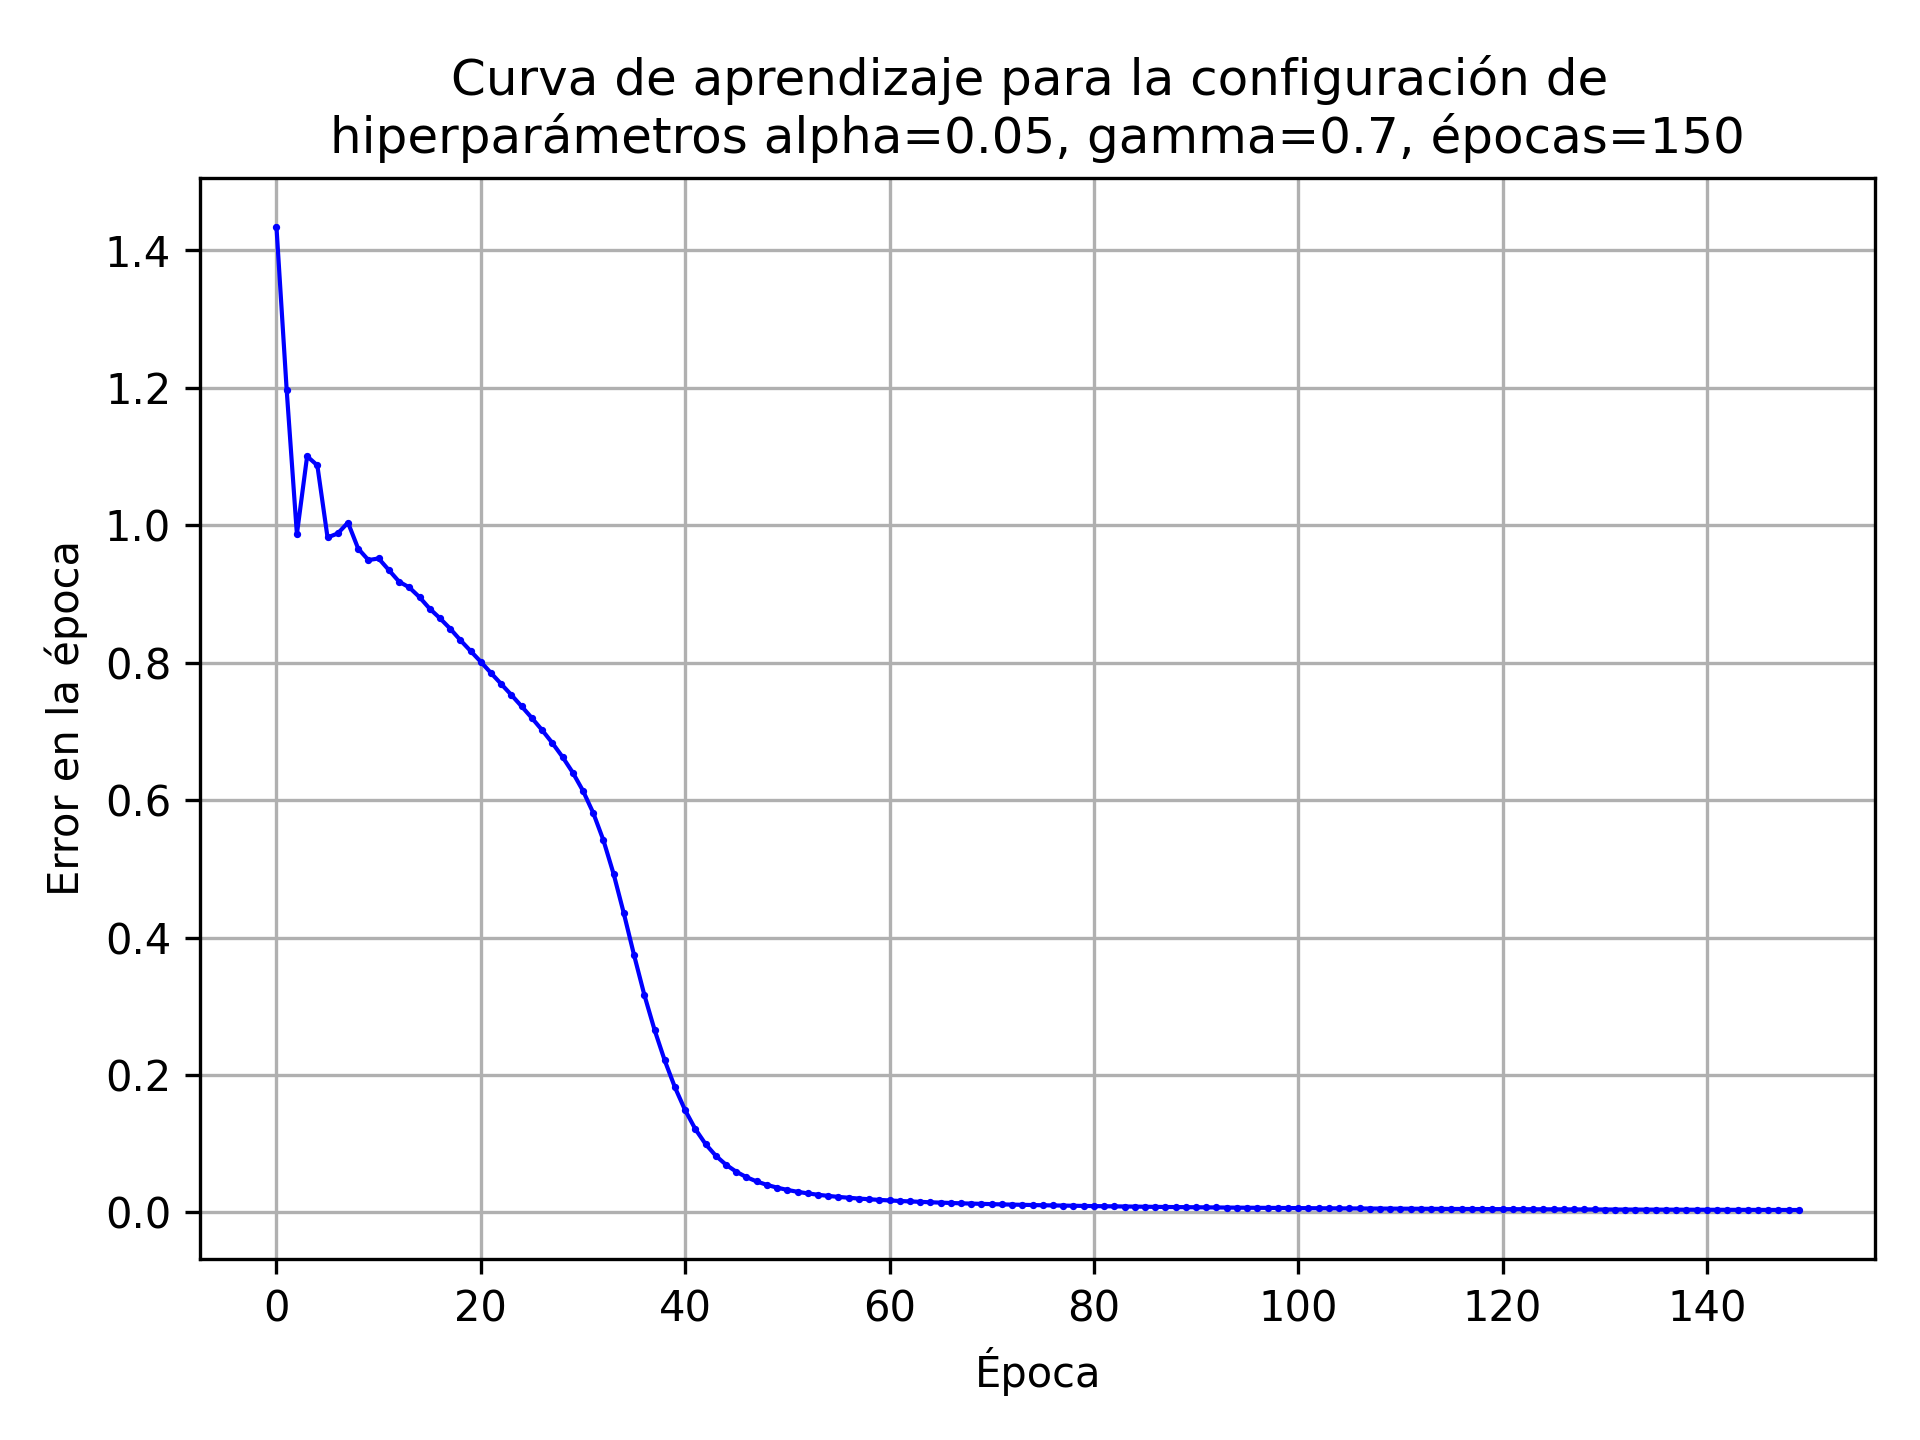 Curva de aprendizaje para la configuración de
hiperparámetros alpha=0.05, gamma=0.7, épocas=150
Error en la época
1.4
1.2
1.0
0.8
0.6
0.4
0.2
0.0
0 20 40 60 80 100 120 140
Época